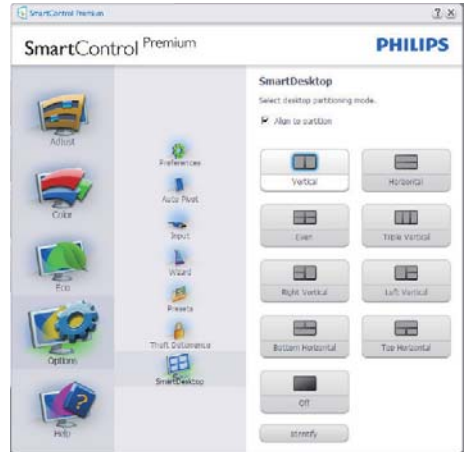 SmartControl Premium
SmartControl Premium
PHILIPS
Adjust
Color
Eco
Options
Help
Preferences
Auto Pivot
Input
Wizard
Presets
Theft Deterrence
SmartDesktop
SmartDesktop
Select desktop partitioning mode.
Align to partition
Vertical
Horizontal
Even
Triple Vertical
Right Vertical
Left Vertical
Bottom Horizontal
Top Horizontal
Off
Identify